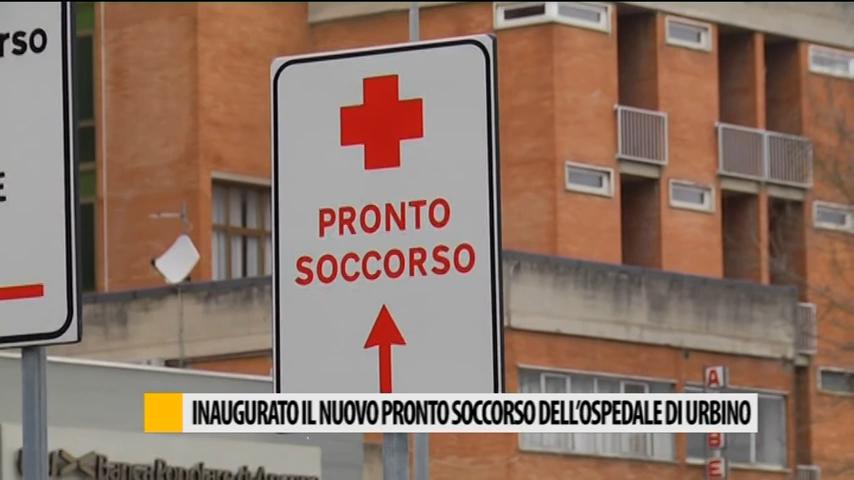 PRONTO
SOCCORSO
INAUGURATO IL NUOVO PRONTO SOCCORSO DELL'OSPEDALE DI URBINO